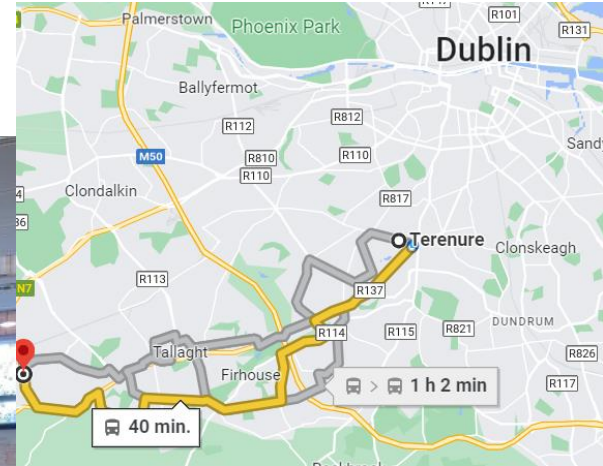 Palmerstown
R101
R131
Phoenix Park
Dublin
Ballyfermot
R112
R812
M50
R810
R110
R110
Sandy
Clondalkin
R817
Terenure
Clonskeagh
N7
R113
R137
R114
R115
R821
DUNDRUM
Tallaght
Firhouse
R826
R117
> 1 h 2 min
40 min.